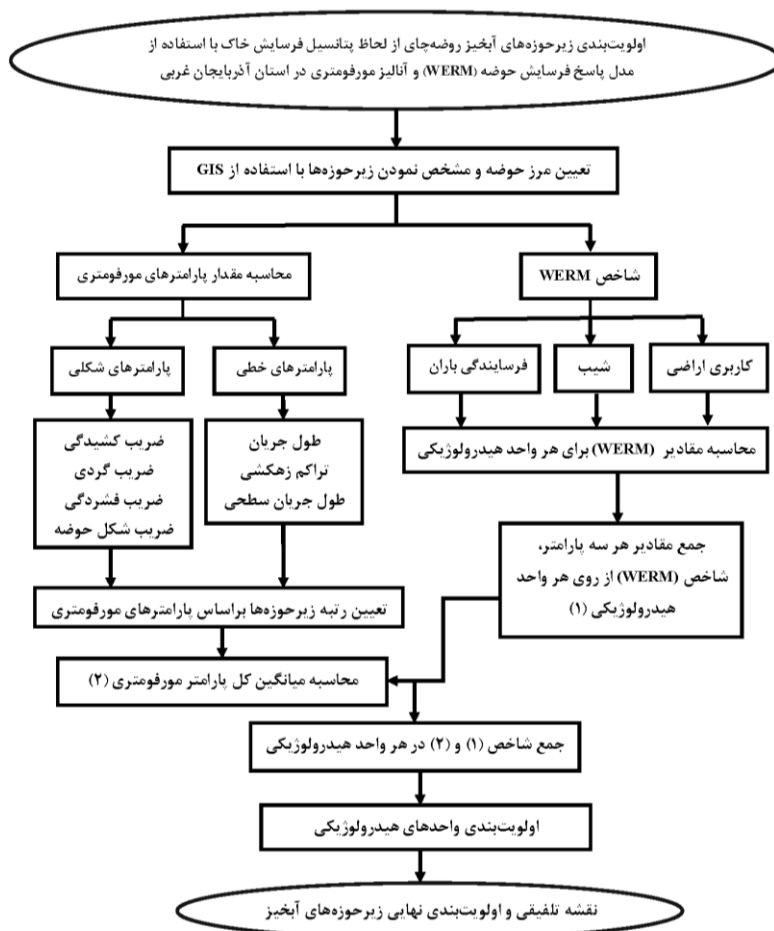 اولویت‌بندی زیرحوزه‌های آبخیز روضه‌چای از لحاظ پتانسیل فرسایش خاک با استفاده از
مدل پاسخ فرسایش حوضه (WERM) و آنالیز مورفومتری در استان آذربایجان غربی
تعیین مرز حوضه و مشخص نمودن زیرحوزه‌ها با استفاده از GIS
شاخص WERM
محاسبه مقدار پارامترهای مورفومتری
کاربری اراضی
شیب
فرسایندگی باران
پارامترهای خطی
پارامترهای شکلی
محاسبه مقادیر (WERM) برای هر واحد هیدرولوژیکی
طول جریان
تراکم زهکشی
طول جریان سطحی
ضریب کشیدگی
ضریب گردی
ضریب فشردگی
ضریب شکل حوضه
جمع مقادیر هر سه پارامتر،
شاخص (WERM) از روی هر واحد
هیدرولوژیکی (۱)
تعیین رتبه زیرحوزه‌ها براساس پارامترهای مورفومتری
محاسبه میانگین کل پارامتر مورفومتری (۲)
جمع شاخص (۱) و (۲) در هر واحد هیدرولوژیکی
اولویت‌بندی واحدهای هیدرولوژیکی
نقشه تلفیقی و اولویت‌بندی نهایی زیرحوزه‌های آبخیز